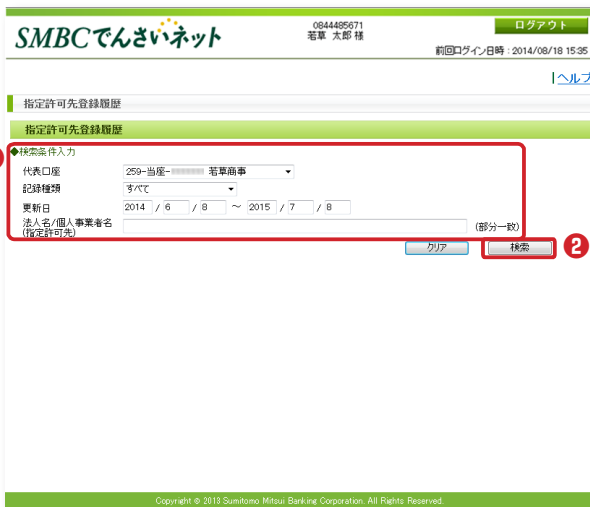 SMBCでんさいネット
0844485671
若草 太郎 様
ログアウト
前回ログイン日時 : 2014/08/18 15:35
ヘルプ
指定許可先登録履歴
指定許可先登録履歴
◆検索条件入力
代表口座 259-当座- 若草商事
記録種類 すべて
更新日 2014 / 6 / 8 ～ 2015 / 7 / 8
法人名/個人事業者名
(指定許可先) (部分一致)
クリア 検索 2
Copyright © 2013 Sumitomo Mitsui Banking Corporation. All Rights Reserved.